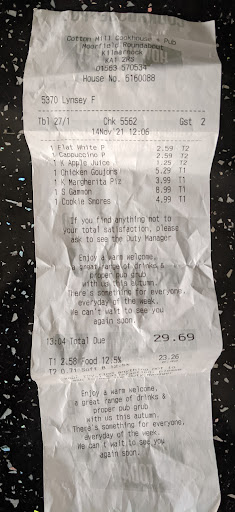 Cotton Mill Cookhouse + Pub
Moorfield Roundabout
Kilmarnock
KA1 2RS
01563 570534
House No. 5160088
5370 Lynsey F
Tbl 27/1 Chk 5562 Gst 2
14Nov'21 12:06
1 Flat White P 2.59 T2
1 Cappuccino P 2.59 T2
1 K Apple Juice 1.25 T2
1 Chicken Goujons 5.29 T1
1 K Margherita Piz 3.99 T1
1 S Gammon 8.99 T1
1 Cookie Smores 4.99 T1
If you find anything not to
your total satisfaction, please
ask to see the Duty Manager
Enjoy a warm welcome,
a great range of drinks &
proper pub grub
with us this autumn.
There's something for everyone,
everyday of the week.
We can't wait to see you
again soon.
13:04 Total Due 29.69
T1 2.58 Food 12.5% 23.26
T2 0.71
Enjoy a warm welcome,
a great range of drinks &
proper pub grub
with us this autumn.
There's something for everyone,
everyday of the week.
We can't wait to see you
again soon.